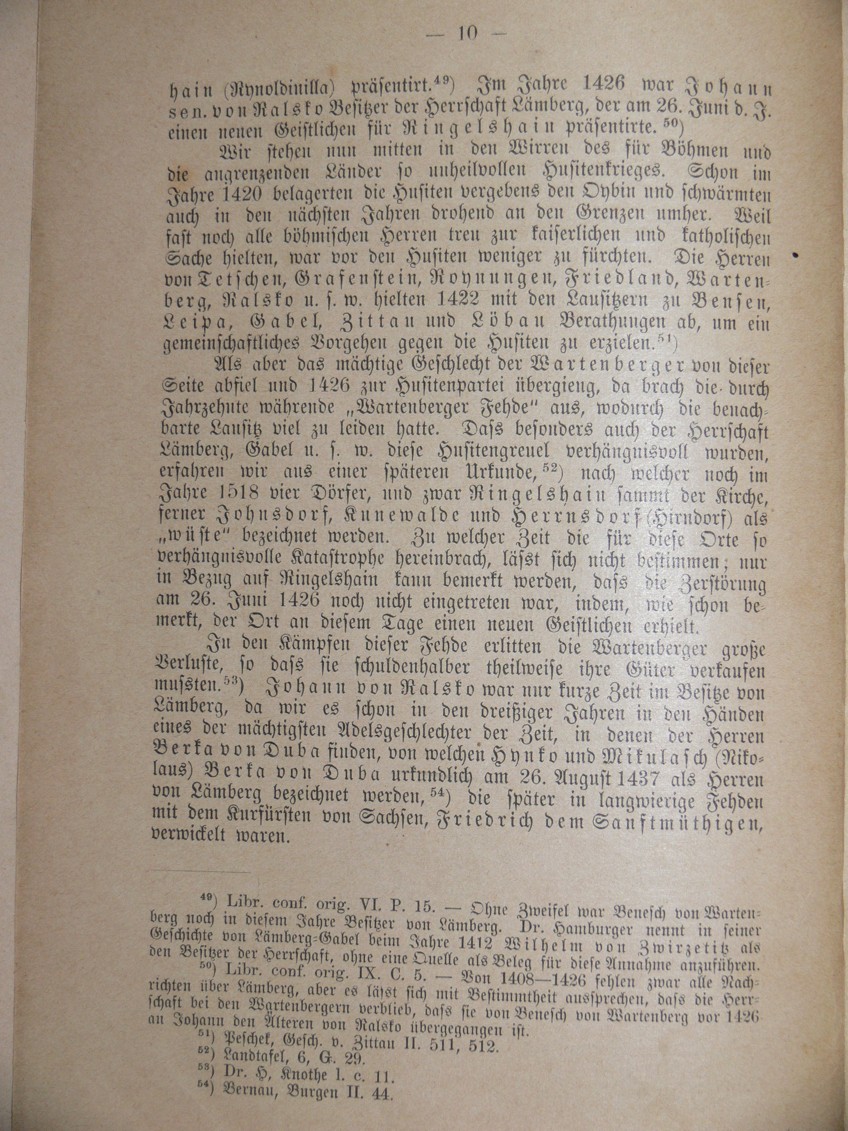 — 10 —
hain (Rynoldivilla) präsentirt.⁴⁹) Im Jahre 1426 war Johann
sen. von Ralsko Besitzer der Herrschaft Lämberg, der am 26. Juni d. J.
einen neuen Geistlichen für Ringelshain präsentirte. ⁵⁰)
Wir stehen nun mitten in den Wirren des für Böhmen und
die angrenzenden Länder so unheilvollen Husitenkrieges. Schon im
Jahre 1420 belagerten die Husiten vergebens den Oybin und schwärmten
auch in den nächsten Jahren drohend an den Grenzen umher. Weil
fast noch alle böhmischen Herren treu zur kaiserlichen und katholischen
Sache hielten, war vor den Husiten weniger zu fürchten. Die Herren
von Tetschen, Grafenstein, Roynungen, Friedland, Warten-
berg, Ralsko u. s. w. hielten 1422 mit den Lausitzern zu Bensen,
Leipa, Gabel, Zittau und Löbau Berathungen ab, um ein
gemeinschaftliches Vorgehen gegen die Husiten zu erzielen.⁵¹)
Als aber das mächtige Geschlecht der Wartenberger von dieser
Seite abfiel und 1426 zur Husitenpartei übergieng, da brach die durch
Jahrzehnte während „Wartenberger Fehde“ aus, wodurch die benach-
barte Lausitz viel zu leiden hatte. Dass besonders auch der Herrschaft
Lämberg, Gabel u. s. w. diese Husitengreuel verhängnisvoll wurden,
erfahren wir aus einer späteren Urkunde, ⁵²) nach welcher noch im
Jahre 1518 vier Dörfer, und zwar Ringelshain sammt der Kirche,
ferner Johnsdorf, Kunewalde und Herrnsdorf (Hirndorf) als
„wüste“ bezeichnet werden. Zu welcher Zeit die für diese Orte so
verhängnisvolle Katastrophe hereinbrach, lässt sich nicht bestimmen; nur
in Bezug auf Ringelshain kann bemerkt werden, dass die Zerstörung
am 26. Juni 1426 noch nicht eingetreten war, indem, wie schon be-
merkt, der Ort an diesem Tage einen neuen Geistlichen erhielt.
In den Kämpfen dieser Fehde erlitten die Wartenberger große
Verluste, so dass sie schuldenhalber theilweise ihre Güter verkaufen
mussten.⁵³) Johann von Ralsko war nur kurze Zeit im Besitze von
Lämberg, da wir es schon in den dreißiger Jahren in den Händen
eines der mächtigsten Adelsgeschlechter der Zeit, in denen der Herren
Berka von Duba finden, von welchen Hynko und Mikulasch (Niko-
laus) Berka von Duba urkundlich am 26. August 1437 als Herren
von Lämberg bezeichnet werden, ⁵⁴) die später in langwierige Fehden
mit dem Kurfürsten von Sachsen, Friedrich dem Sanftmüthigen,
verwickelt waren.
⁴⁹) Libr. conf. orig. VI. P. 15. — Ohne Zweifel war Benesch von Warten-
berg noch in diesem Jahre Besitzer von Lämberg. Dr. Hamburger nennt in seiner
Geschichte von Lämberg-Gabel beim Jahre 1412 Wilhelm von Zwirzetitz als
den Besitzer der Herrschaft, ohne eine Quelle als Beleg für diese Annahme anzuführen.
⁵⁰) Libr. conf. orig. IX. C. 5. — Von 1408—1426 fehlen zwar alle Nach-
richten über Lämberg, aber es lässt sich mit Bestimmtheit aussprechen, dass die Herr-
schaft bei den Wartenbergern verblieb, dass sie von Benesch von Wartenberg vor 1426
an Johann den Älteren von Ralsko übergegangen ist.
⁵¹) Peschek, Gesch. v. Zittau II. 511, 512.
⁵²) Landtafel, 6, G. 29.
⁵³) Dr. H, Knothe l. c. 11.
⁵⁴) Bernau, Burgen II. 44.